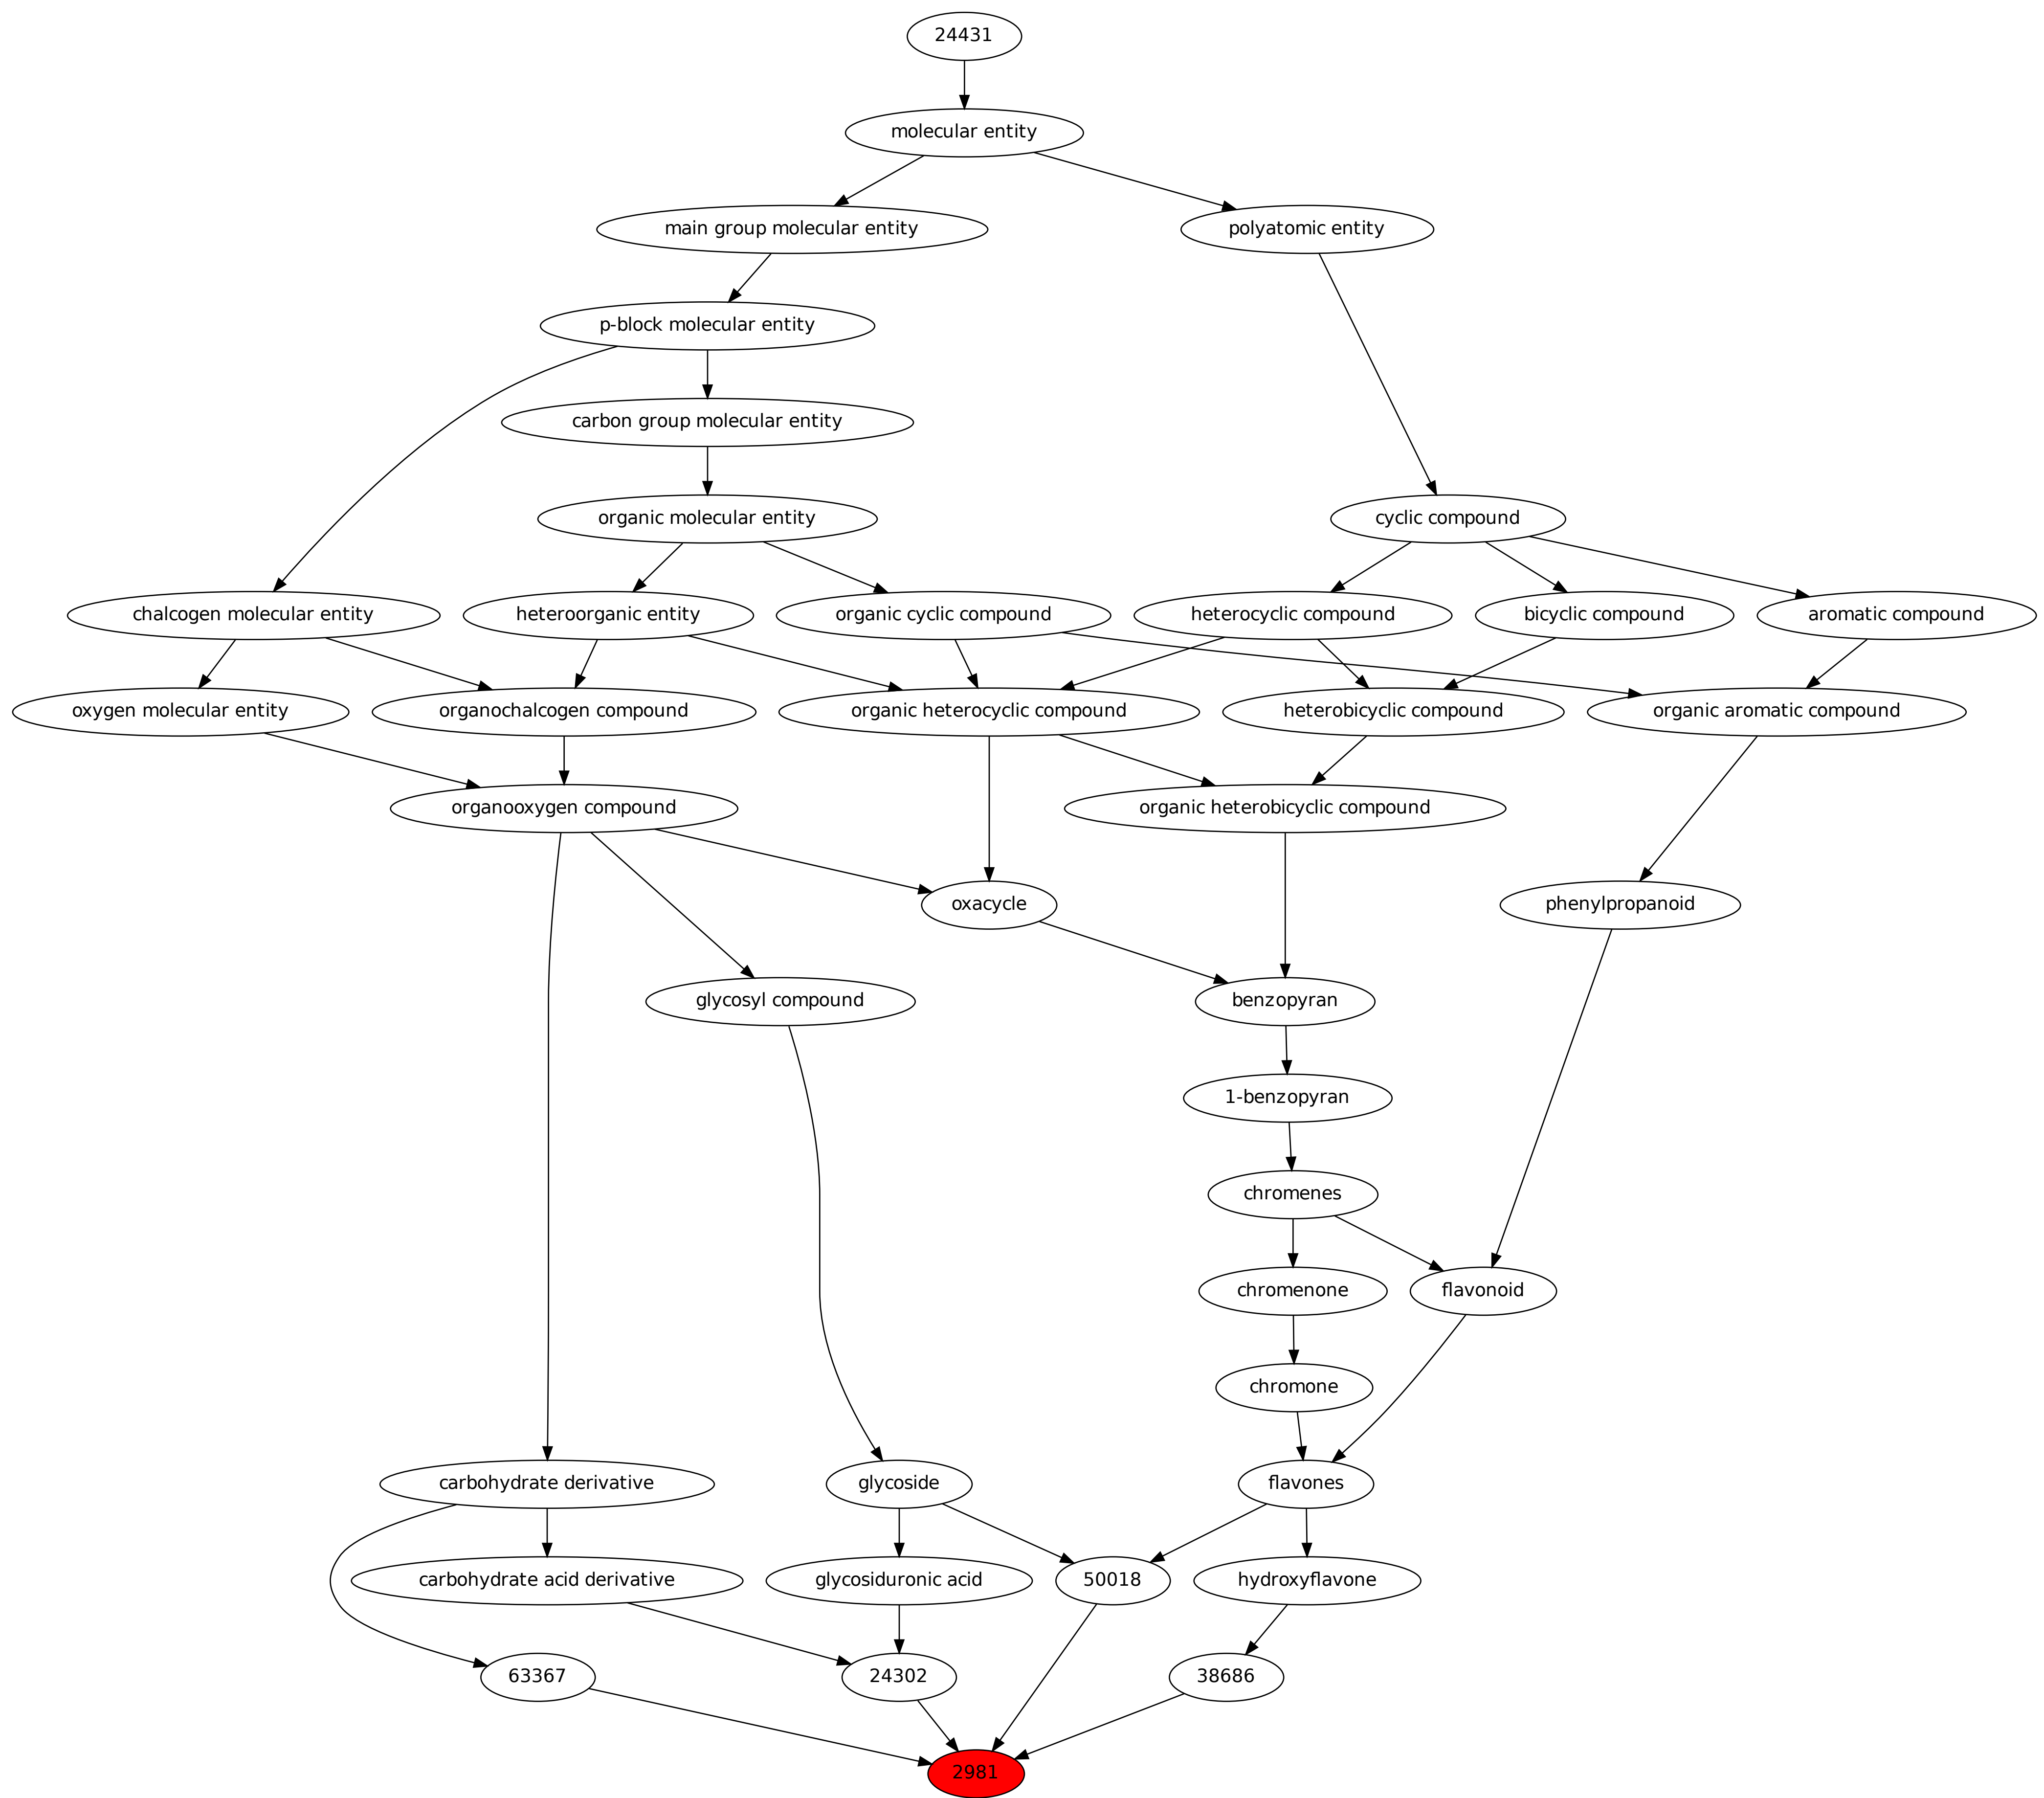 24431
molecular entity
main group molecular entity
polyatomic entity
p-block molecular entity
carbon group molecular entity
organic molecular entity
cyclic compound
chalcogen molecular entity
heteroorganic entity
organic cyclic compound
heterocyclic compound
bicyclic compound
aromatic compound
oxygen molecular entity
organochalcogen compound
organic heterocyclic compound
heterobicyclic compound
organic aromatic compound
organooxygen compound
organic heterobicyclic compound
oxacycle
phenylpropanoid
glycosyl compound
benzopyran
1-benzopyran
chromenes
chromenone
flavonoid
chromone
carbohydrate derivative
glycoside
flavones
carbohydrate acid derivative
glycosiduronic acid
50018
hydroxyflavone
63367
24302
38686
2981